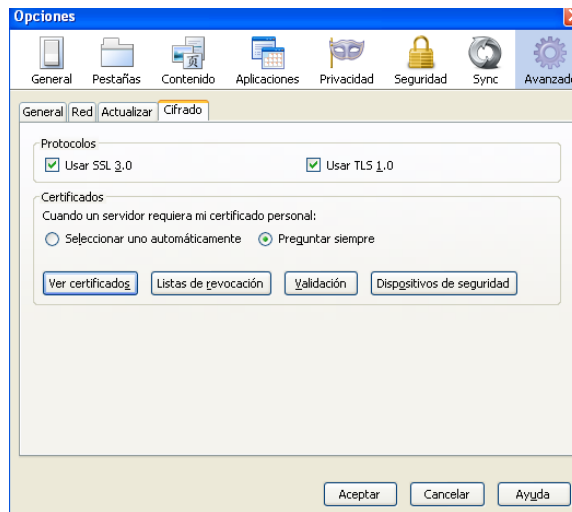 Opciones
General Pestañas Contenido Aplicaciones Privacidad Seguridad Sync Avanzado
General Red Actualizar Cifrado
Protocolos
Usar SSL 3.0 Usar TLS 1.0
Certificados
Cuando un servidor requiera mi certificado personal:
Seleccionar uno automáticamente Preguntar siempre
Ver certificados Listas de revocación Validación Dispositivos de seguridad
Aceptar Cancelar Ayuda